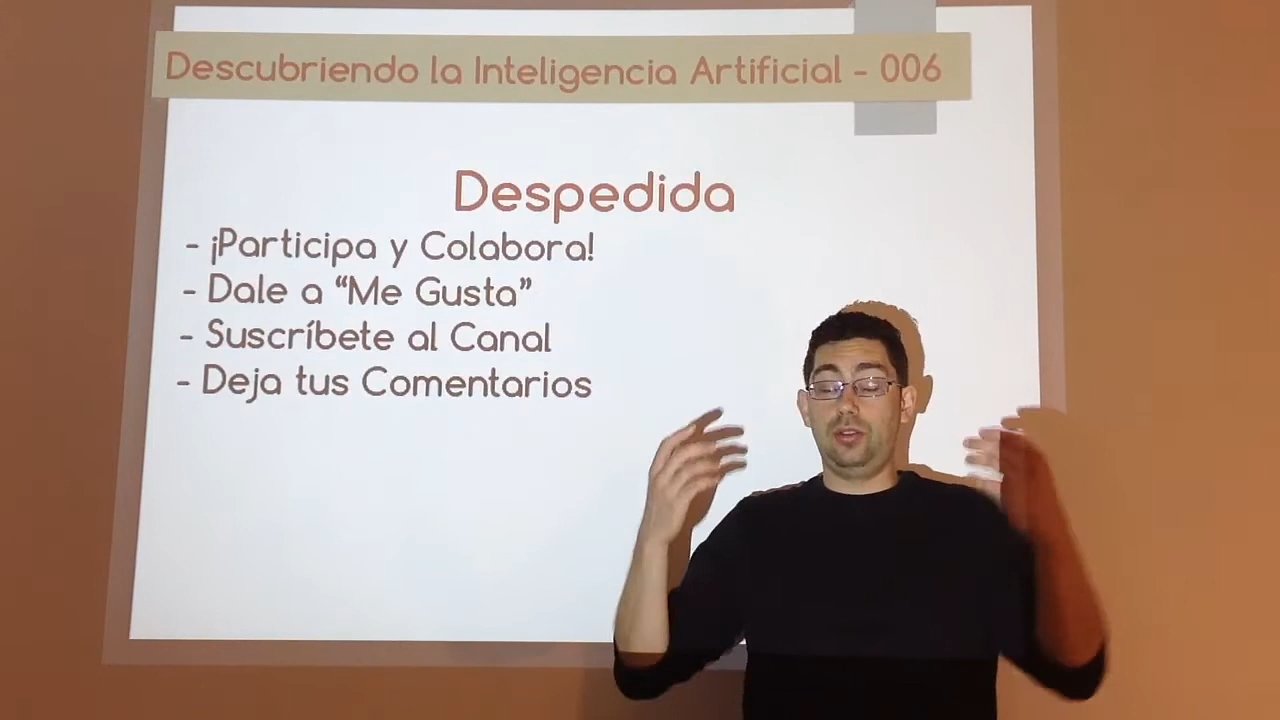 Descubriendo la Inteligencia Artificial - 006
Despedida
- ¡Participa y Colabora!
- Dale a “Me Gusta”
- Suscríbete al Canal
- Deja tus Comentarios